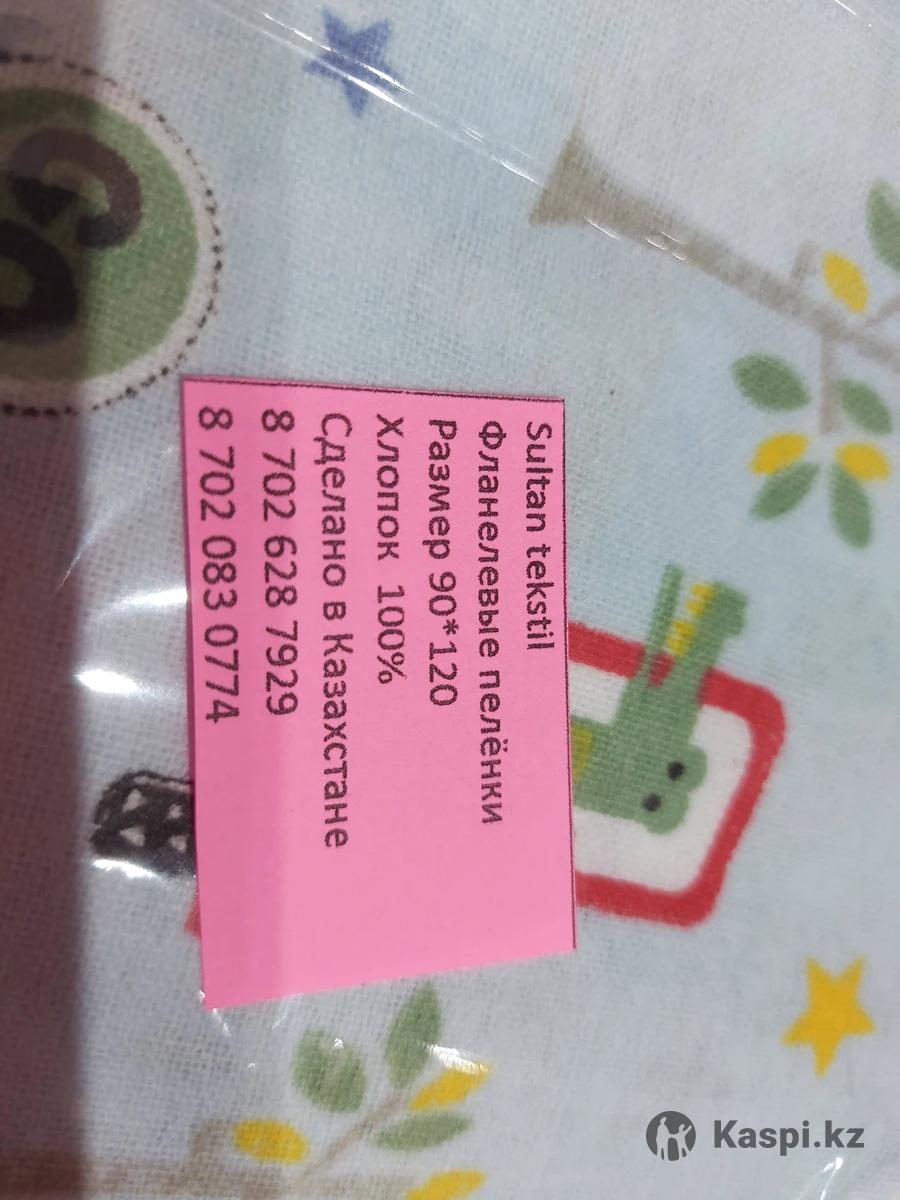 Sultan tekstil
Фланелевые пелёнки
Размер 90*120
Хлопок 100%
Сделано в Казахстане
8 702 628 7929
8 702 083 0774
Kaspi.kz